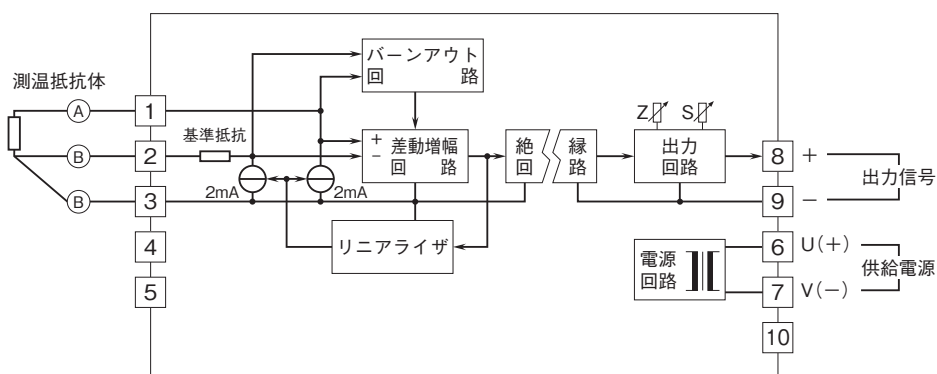 測温抵抗体
A
B
B
1
2
3
4
5
基準抵抗
2mA
2mA
バーンアウト
回 路
+
−
差動増幅
回 路
リニアライザ
絶 縁
回 路
Z
S
出力
回路
電源
回路
8
9
6
7
10
+
−
出力信号
U(+)
V(−)
供給電源